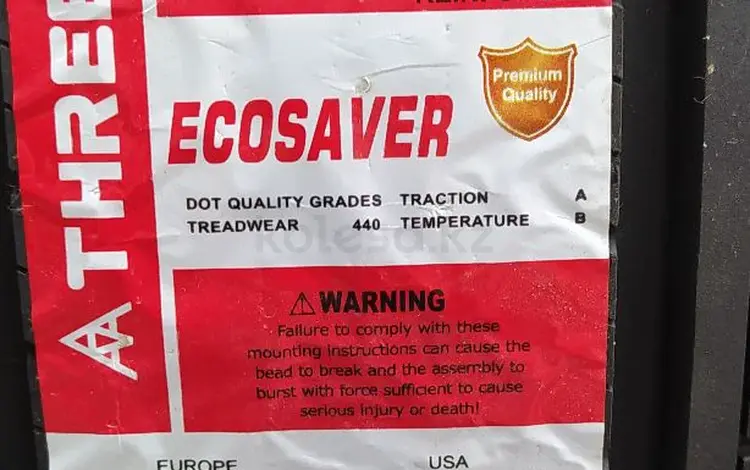 THREE
Premium
Quality
ECOSAVER
DOT QUALITY GRADES TRACTION A
TREADWEAR 440 TEMPERATURE B
kolesa.kz
WARNING
Failure to comply with these
mounting instructions can cause the
bead to break and the assembly to
burst with force sufficient to cause
serious injury or death!
EUROPE USA